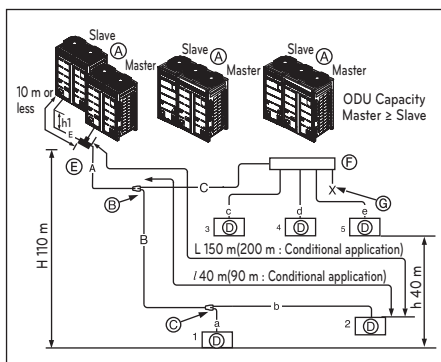 Slave Ⓐ
Master
Slave Ⓐ
Master
Slave Ⓐ
Master
10 m or
less
h1
E
Ⓔ
A
ODU Capacity
Master ≥ Slave
Ⓕ
C
Ⓑ
X
Ⓖ
c
d
e
3 Ⓓ
4 Ⓓ
5 Ⓓ
H 110 m
B
L 150 m(200 m : Conditional application)
l 40 m(90 m : Conditional application)
h 40 m
Ⓒ
a
b
1 Ⓓ
2 Ⓓ